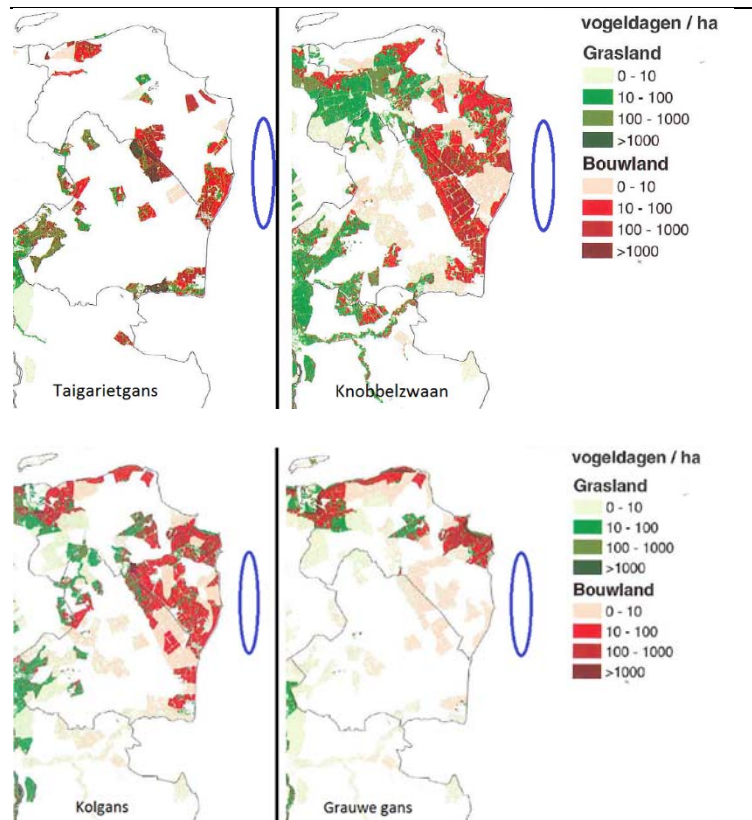 vogeldagen / ha
Grasland
0 - 10
10 - 100
100 - 1000
>1000
Bouwland
0 - 10
10 - 100
100 - 1000
>1000
Taigarietgans
Knobbelzwaan
vogeldagen / ha
Grasland
0 - 10
10 - 100
100 - 1000
>1000
Bouwland
0 - 10
10 - 100
100 - 1000
>1000
Kolgans
Grauwe gans